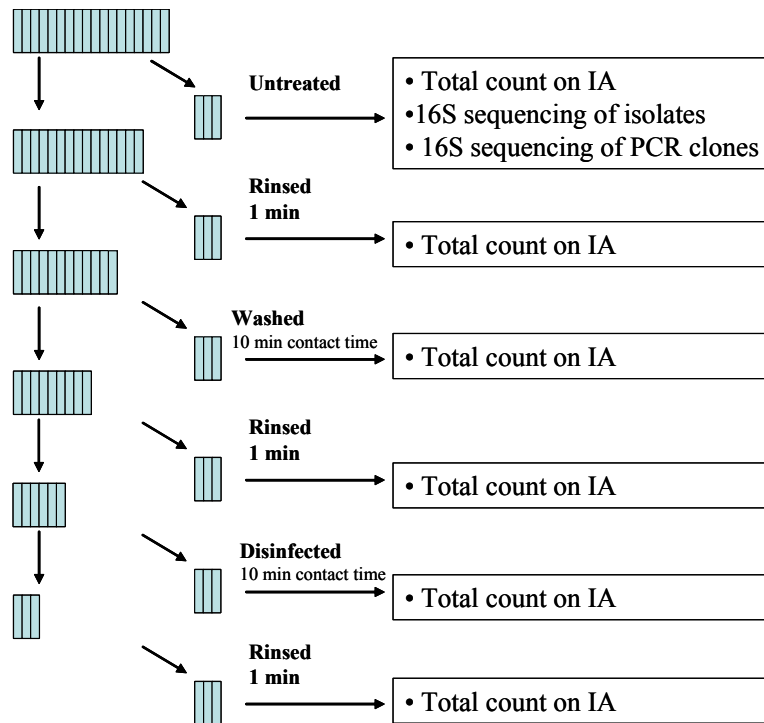 Untreated
• Total count on IA
•16S sequencing of isolates
• 16S sequencing of PCR clones
Rinsed
1 min
• Total count on IA
Washed
10 min contact time
• Total count on IA
Rinsed
1 min
• Total count on IA
Disinfected
10 min contact time
• Total count on IA
Rinsed
1 min
• Total count on IA